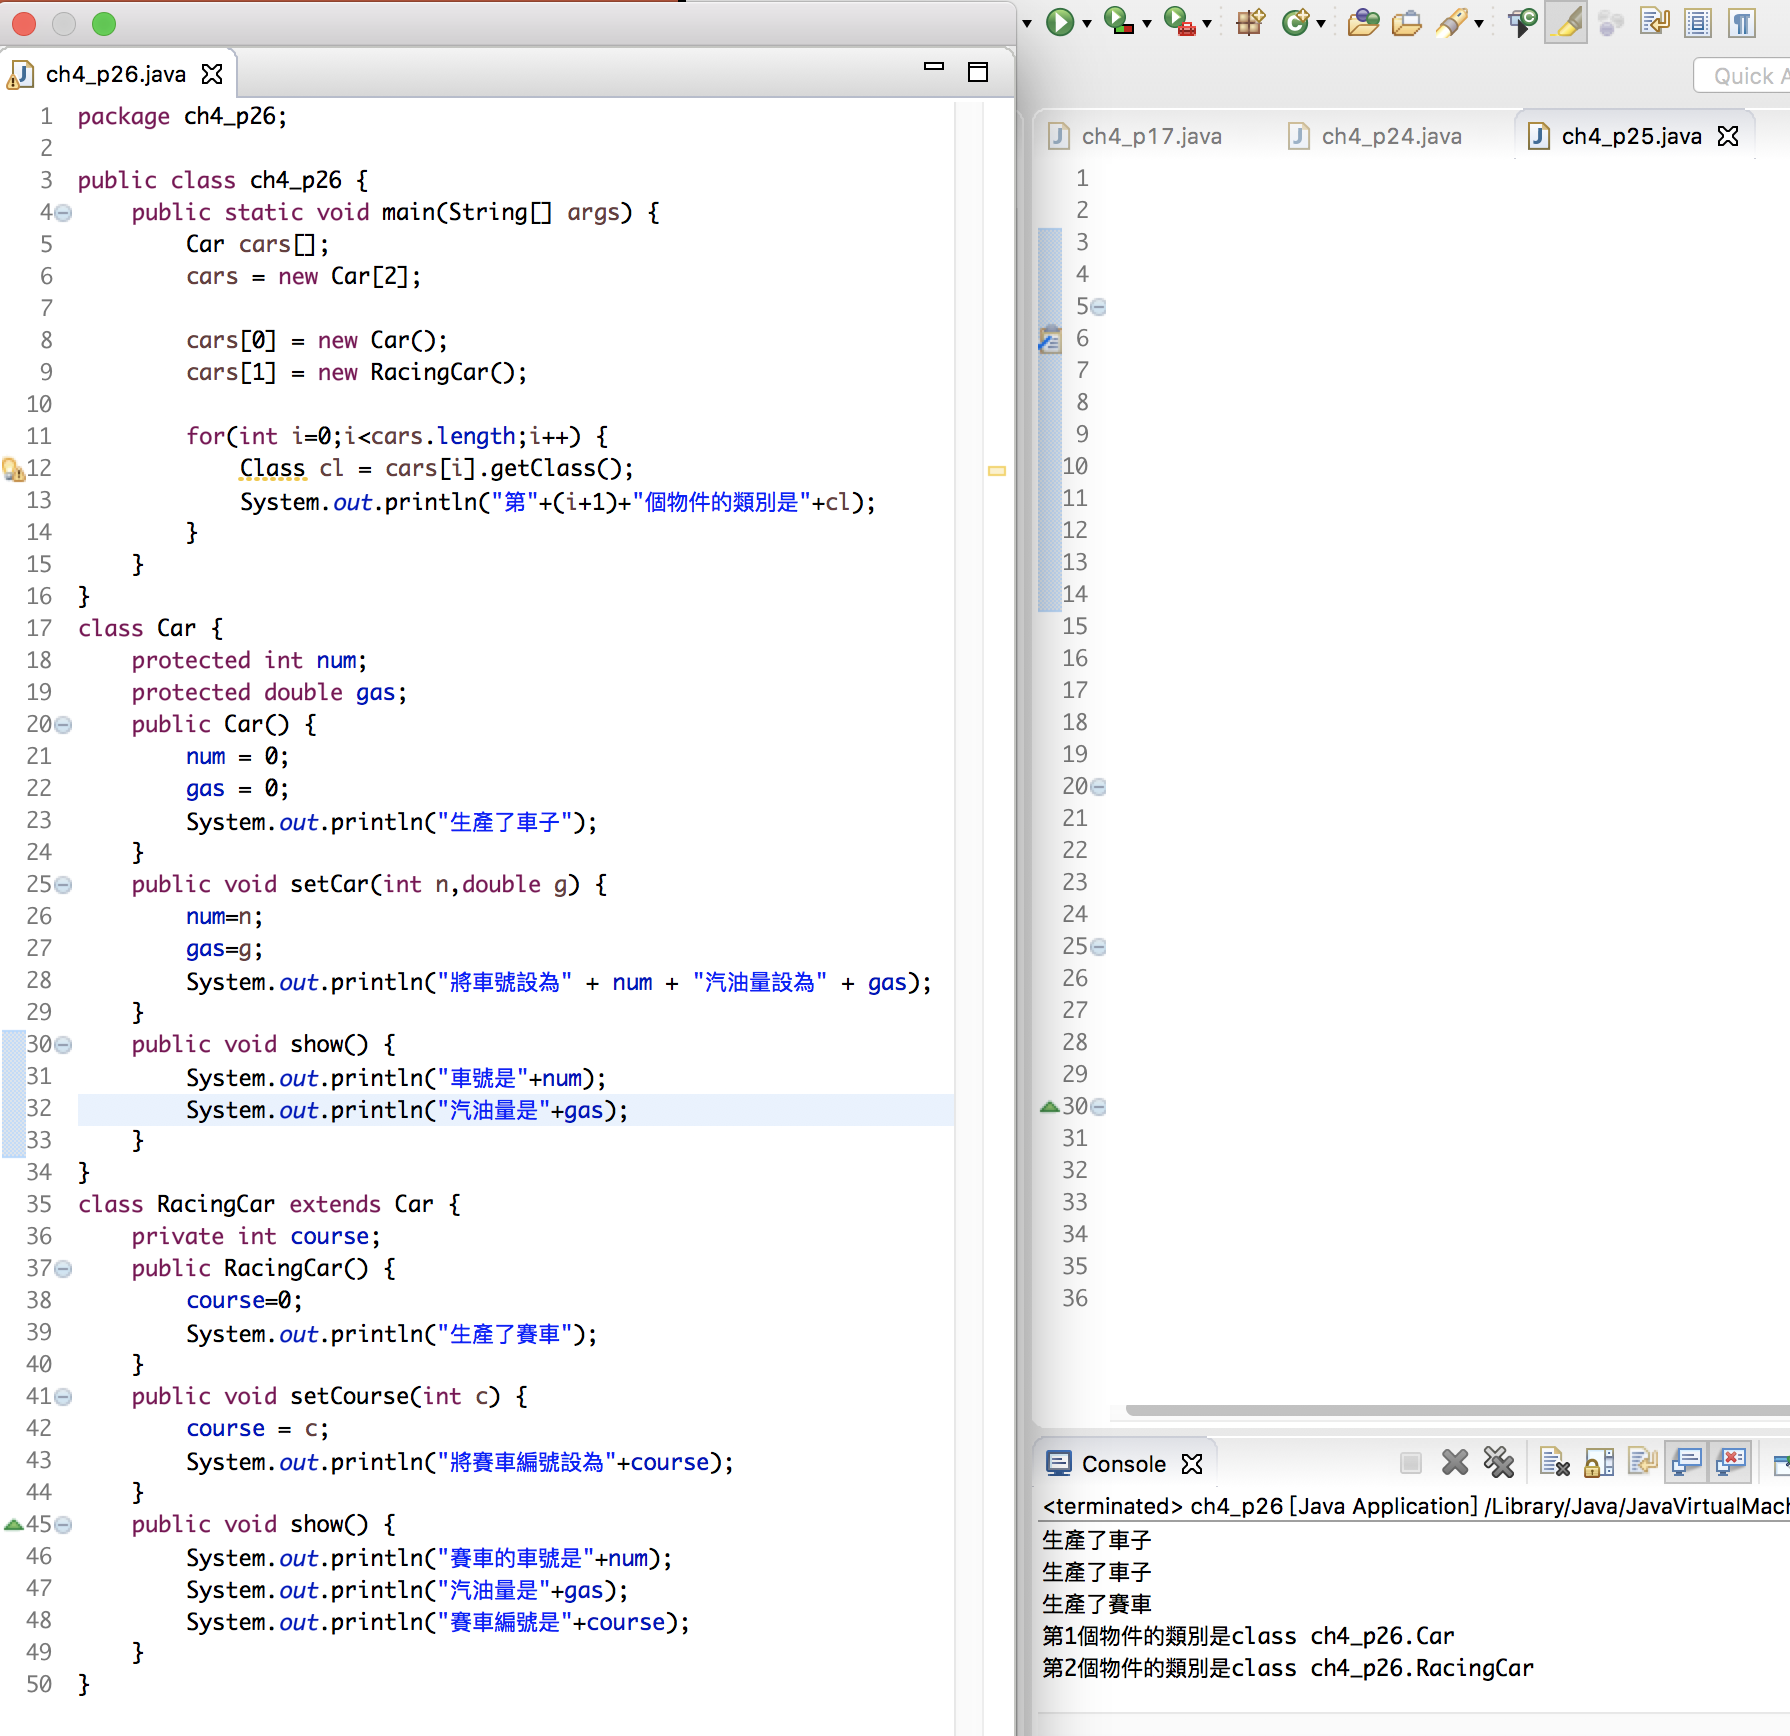 ch4_p26.java
1 package ch4_p26;
2
3 public class ch4_p26 {
4 public static void main(String[] args) {
5 Car cars[];
6 cars = new Car[2];
7
8 cars[0] = new Car();
9 cars[1] = new RacingCar();
10
11 for(int i=0;i<cars.length;i++) {
12 Class cl = cars[i].getClass();
13 System.out.println("第"+(i+1)+"個物件的類別是"+cl);
14 }
15 }
16 }
17 class Car {
18 protected int num;
19 protected double gas;
20 public Car() {
21 num = 0;
22 gas = 0;
23 System.out.println("生產了車子");
24 }
25 public void setCar(int n,double g) {
26 num=n;
27 gas=g;
28 System.out.println("將車號設為" + num + "汽油量設為" + gas);
29 }
30 public void show() {
31 System.out.println("車號是"+num);
32 System.out.println("汽油量是"+gas);
33 }
34 }
35 class RacingCar extends Car {
36 private int course;
37 public RacingCar() {
38 course=0;
39 System.out.println("生產了賽車");
40 }
41 public void setCourse(int c) {
42 course = c;
43 System.out.println("將賽車編號設為"+course);
44 }
45 public void show() {
46 System.out.println("賽車的車號是"+num);
47 System.out.println("汽油量是"+gas);
48 System.out.println("賽車編號是"+course);
49 }
50 }
Quick A
ch4_p17.java ch4_p24.java ch4_p25.java
1
2
3
4
5
6
7
8
9
10
11
12
13
14
15
16
17
18
19
20
21
22
23
24
25
26
27
28
29
30
31
32
33
34
35
36
Console
<terminated> ch4_p26 [Java Application] /Library/Java/JavaVirtualMach
生產了車子
生產了車子
生產了賽車
第1個物件的類別是class ch4_p26.Car
第2個物件的類別是class ch4_p26.RacingCar